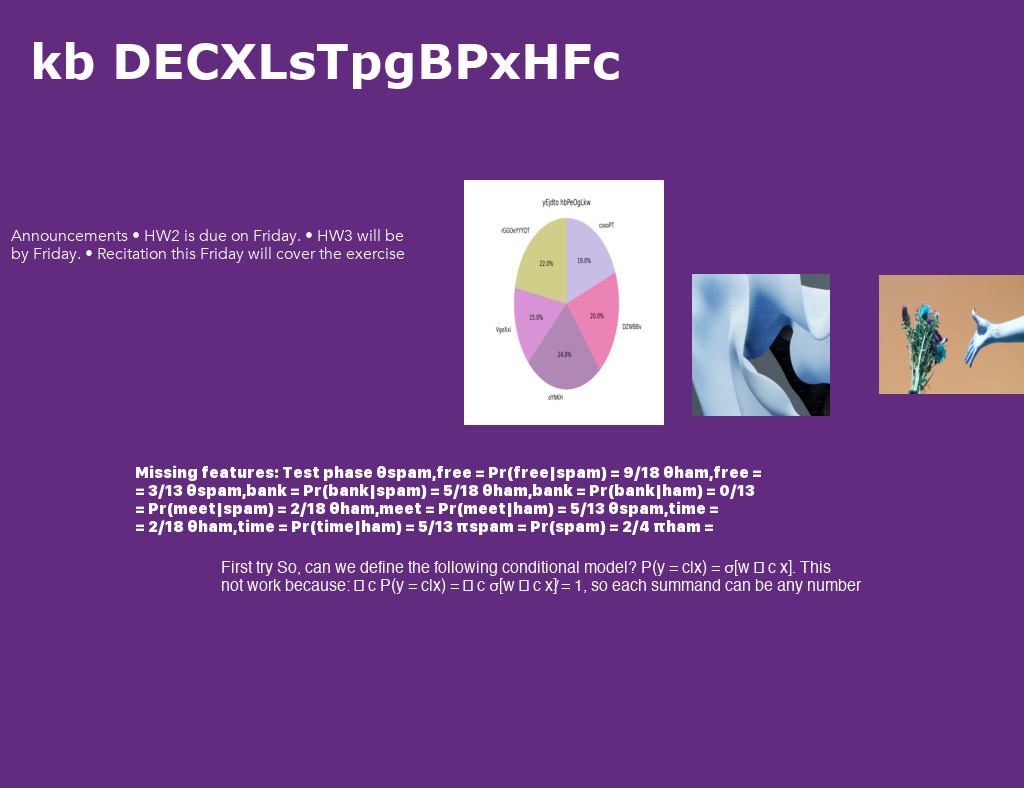 kb DECXLsTpgBPxHFc
Announcements • HW2 is due on Friday. • HW3 will be
by Friday. • Recitation this Friday will cover the exercise
yEjdto hbPeOgLkw
rGGOeYYYQT
coxoPT
22.0%
19.0%
15.0%
20.0%
VgeXxi
DZWBBv
24.0%
oYNKH
Missing features: Test phase θspam,free = Pr(free|spam) = 9/18 θham,free =
= 3/13 θspam,bank = Pr(bank|spam) = 5/18 θham,bank = Pr(bank|ham) = 0/13
= Pr(meet|spam) = 2/18 θham,meet = Pr(meet|ham) = 5/13 θspam,time =
= 2/18 θham,time = Pr(time|ham) = 5/13 πspam = Pr(spam) = 2/4 πham =
First try So, can we define the following conditional model? P(y = c|x) = σ[w □ c x]. This
not work because: □ c P(y = c|x) = □ c σ[w □ c x]̸ = 1, so each summand can be any number